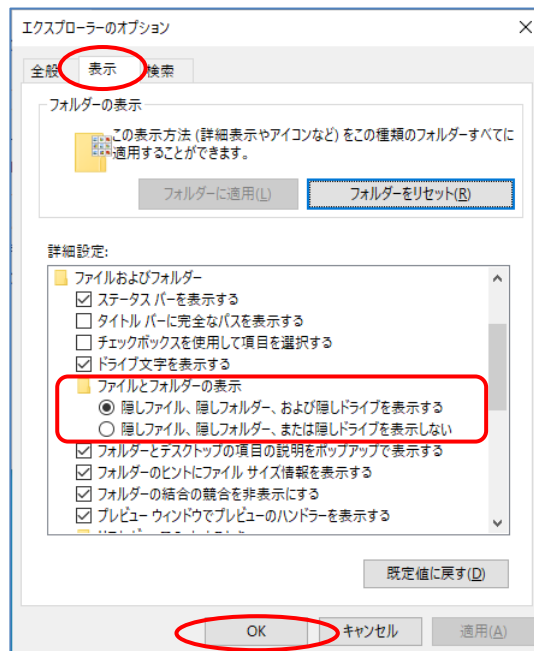 エクスプローラーのオプション
全般 表示 検索
フォルダーの表示
この表示方法 (詳細表示やアイコンなど) をこの種類のフォルダーすべてに
適用することができます。
フォルダーに適用(L) フォルダーをリセット(R)
詳細設定:
ファイルおよびフォルダー
ステータス バーを表示する
タイトル バーに完全なパスを表示する
チェックボックスを使用して項目を選択する
ドライブ文字を表示する
ファイルとフォルダーの表示
隠しファイル、隠しフォルダー、および隠しドライブを表示する
隠しファイル、隠しフォルダー、または隠しドライブを表示しない
フォルダーとデスクトップの項目の説明をポップアップで表示する
フォルダーのヒントにファイル サイズ情報を表示する
フォルダーの結合の競合を非表示にする
プレビュー ウィンドウでプレビューのハンドラーを表示する
既定値に戻す(D)
OK キャンセル 適用(A)